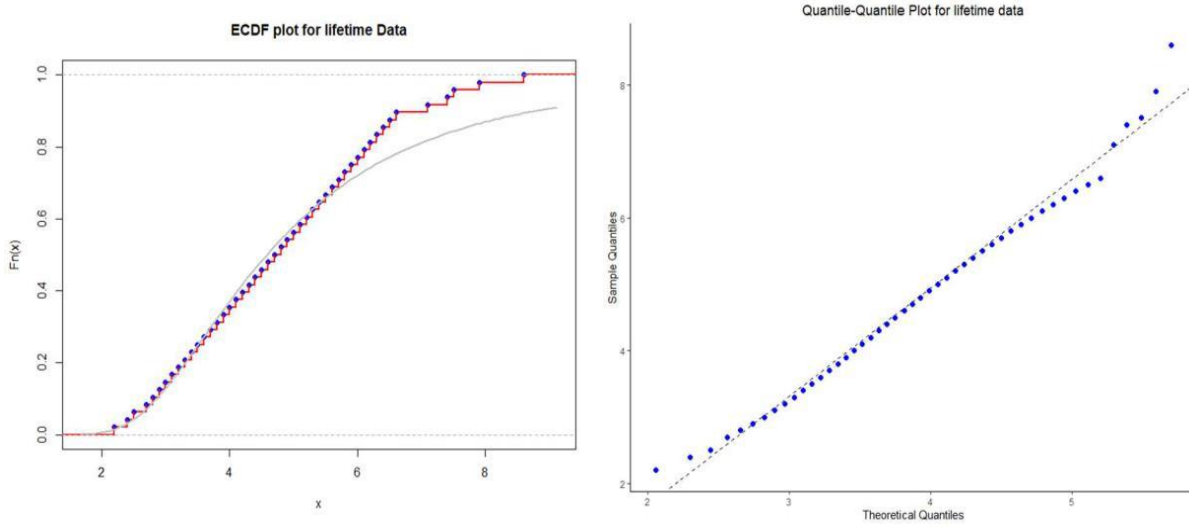 ECDF plot for lifetime Data
Fn(x)
1.0
0.8
0.6
0.4
0.2
0.0
2 4 6 8
x
Quantile-Quantile Plot for lifetime data
Sample Quantiles
8
6
4
2
2 3 4 5
Theoretical Quantiles